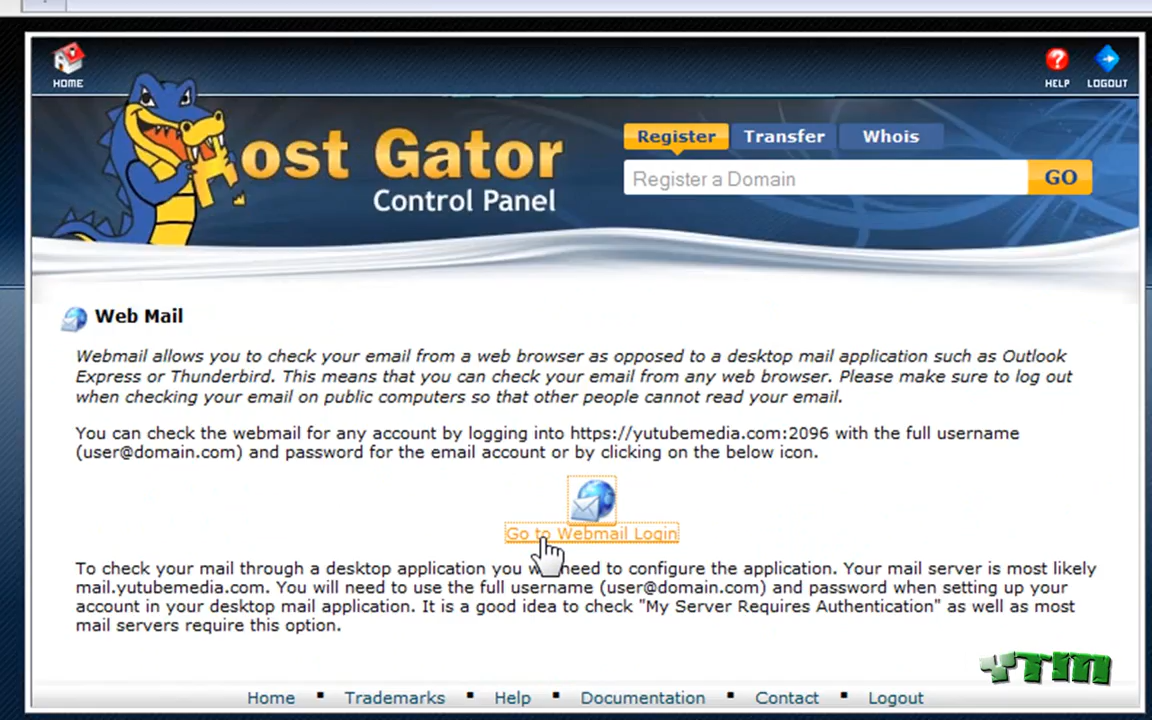 HOME
HELP
LOGOUT
Host Gator
Control Panel
Register
Transfer
Whois
Register a Domain
GO
Web Mail
Webmail allows you to check your email from a web browser as opposed to a desktop mail application such as Outlook
Express or Thunderbird. This means that you can check your email from any web browser. Please make sure to log out
when checking your email on public computers so that other people cannot read your email.
You can check the webmail for any account by logging into https://yutubemedia.com:2096 with the full username
(user@domain.com) and password for the email account or by clicking on the below icon.
Go to Webmail Login
To check your mail through a desktop application you will need to configure the application. Your mail server is most likely
mail.yutubemedia.com. You will need to use the full username (user@domain.com) and password when setting up your
account in your desktop mail application. It is a good idea to check "My Server Requires Authentication" as well as most
mail servers require this option.
YTM
Home ▪ Trademarks ▪ Help ▪ Documentation ▪ Contact ▪ Logout